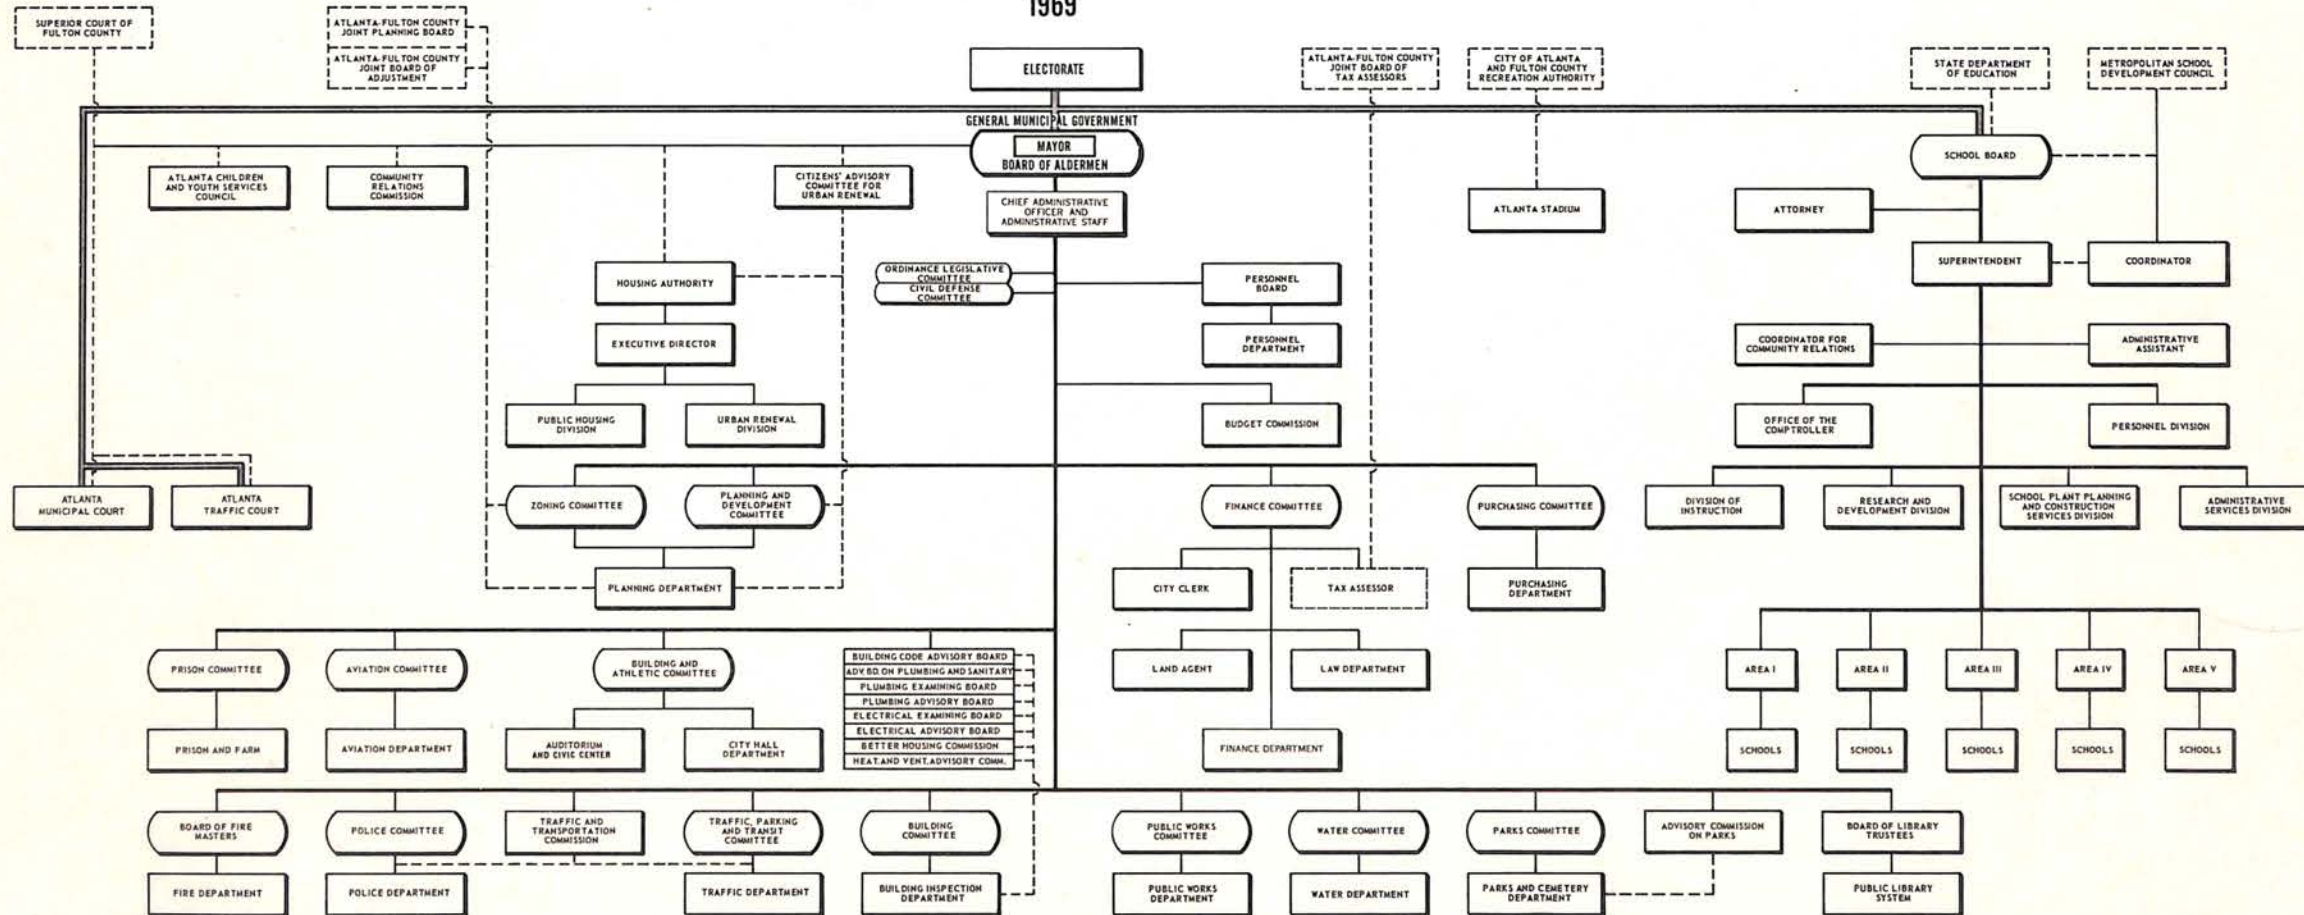 1969
SUPERIOR COURT OF
FULTON COUNTY
ATLANTA-FULTON COUNTY
JOINT PLANNING BOARD
ATLANTA-FULTON COUNTY
JOINT BOARD OF
ADJUSTMENT
ELECTORATE
ATLANTA-FULTON COUNTY
JOINT BOARD OF
TAX ASSESSORS
CITY OF ATLANTA
AND FULTON COUNTY
RECREATION AUTHORITY
STATE DEPARTMENT
OF EDUCATION
METROPOLITAN SCHOOL
DEVELOPMENT COUNCIL
GENERAL MUNICIPAL GOVERNMENT
MAYOR
BOARD OF ALDERMEN
SCHOOL BOARD
ATLANTA CHILDREN
AND YOUTH SERVICES
COUNCIL
COMMUNITY
RELATIONS
COMMISSION
CITIZENS' ADVISORY
COMMITTEE FOR
URBAN RENEWAL
CHIEF ADMINISTRATIVE
OFFICER AND
ADMINISTRATIVE STAFF
ATLANTA STADIUM
ATTORNEY
HOUSING AUTHORITY
ORDINANCE LEGISLATIVE
COMMITTEE
CIVIL DEFENSE
COMMITTEE
PERSONNEL
BOARD
SUPERINTENDENT
COORDINATOR
EXECUTIVE DIRECTOR
PERSONNEL
DEPARTMENT
COORDINATOR FOR
COMMUNITY RELATIONS
ADMINISTRATIVE
ASSISTANT
PUBLIC HOUSING
DIVISION
URBAN RENEWAL
DIVISION
BUDGET COMMISSION
OFFICE OF THE
COMPTROLLER
PERSONNEL DIVISION
ATLANTA
MUNICIPAL COURT
ATLANTA
TRAFFIC COURT
ZONING COMMITTEE
PLANNING AND
DEVELOPMENT
COMMITTEE
FINANCE COMMITTEE
PURCHASING COMMITTEE
DIVISION OF
INSTRUCTION
RESEARCH AND
DEVELOPMENT DIVISION
SCHOOL PLANT PLANNING
AND CONSTRUCTION
SERVICES DIVISION
ADMINISTRATIVE
SERVICES DIVISION
PLANNING DEPARTMENT
CITY CLERK
TAX ASSESSOR
PURCHASING
DEPARTMENT
PRISON COMMITTEE
AVIATION COMMITTEE
BUILDING AND
ATHLETIC COMMITTEE
BUILDING CODE ADVISORY BOARD
ADV. BD. ON PLUMBING AND SANITARY
PLUMBING EXAMINING BOARD
PLUMBING ADVISORY BOARD
ELECTRICAL EXAMINING BOARD
ELECTRICAL ADVISORY BOARD
BETTER HOUSING COMMISSION
HEAT. AND VENT. ADVISORY COMM.
LAND AGENT
LAW DEPARTMENT
AREA I
AREA II
AREA III
AREA IV
AREA V
PRISON AND FARM
AVIATION DEPARTMENT
AUDITORIUM
AND CIVIC CENTER
CITY HALL
DEPARTMENT
FINANCE DEPARTMENT
SCHOOLS
SCHOOLS
SCHOOLS
SCHOOLS
SCHOOLS
BOARD OF FIRE
MASTERS
POLICE COMMITTEE
TRAFFIC AND
TRANSPORTATION
COMMISSION
TRAFFIC, PARKING
AND TRANSIT
COMMITTEE
BUILDING
COMMITTEE
PUBLIC WORKS
COMMITTEE
WATER COMMITTEE
PARKS COMMITTEE
ADVISORY COMMISSION
ON PARKS
BOARD OF LIBRARY
TRUSTEES
FIRE DEPARTMENT
POLICE DEPARTMENT
TRAFFIC DEPARTMENT
BUILDING INSPECTION
DEPARTMENT
PUBLIC WORKS
DEPARTMENT
WATER DEPARTMENT
PARKS AND CEMETERY
DEPARTMENT
PUBLIC LIBRARY
SYSTEM